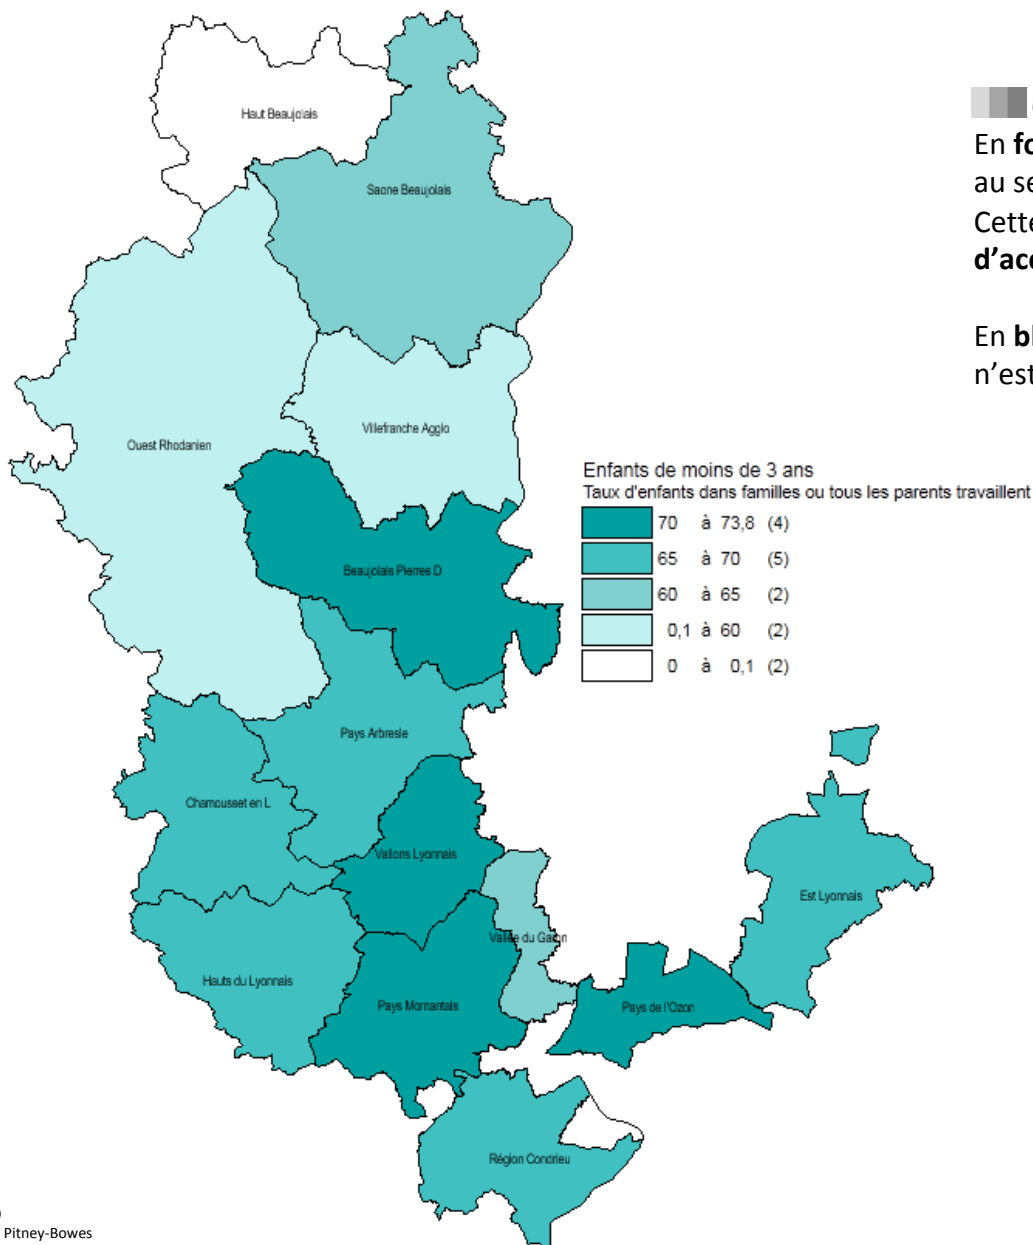 Haut Beaujolais
Saone Beaujolais
Ouest Rhodanien
Villefranche Agglo
Beaujolais Pierres D
Pays Arbresle
Chamousset en L
Vallons Lyonnais
Hauts du Lyonnais
Pays Mornantais
Vallée du Garon
Pays de l'Ozon
Est Lyonnais
Région Condrieu
En
au se
Cette
d'acc
En
n'est
Enfants de moins de 3 ans
Taux d'enfants dans familles ou tous les parents travaillent
70 à 73,8 (4)
65 à 70 (5)
60 à 65 (2)
0,1 à 60 (2)
0 à 0,1 (2)
Pitney-Bowes